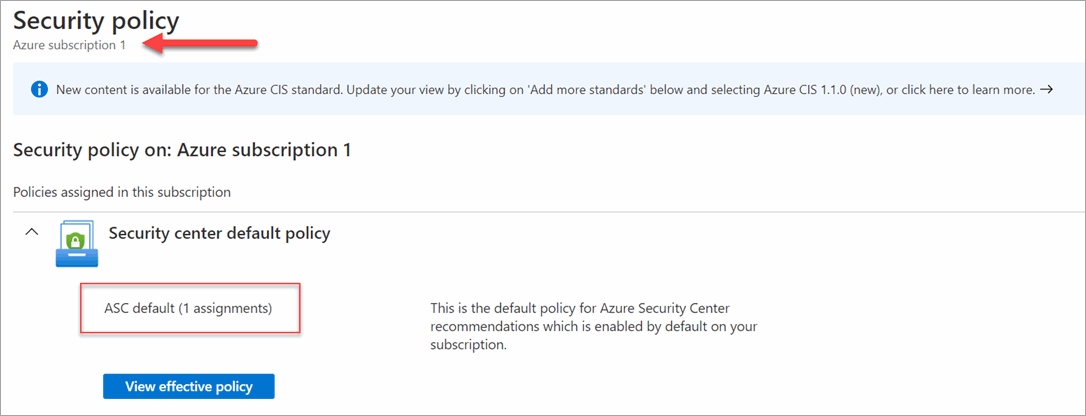 Security policy
Azure subscription 1
New content is available for the Azure CIS standard. Update your view by clicking on 'Add more standards' below and selecting Azure CIS 1.1.0 (new), or click here to learn more. →
Security policy on: Azure subscription 1
Policies assigned in this subscription
Security center default policy
ASC default (1 assignments)
This is the default policy for Azure Security Center
recommendations which is enabled by default on your
subscription.
View effective policy